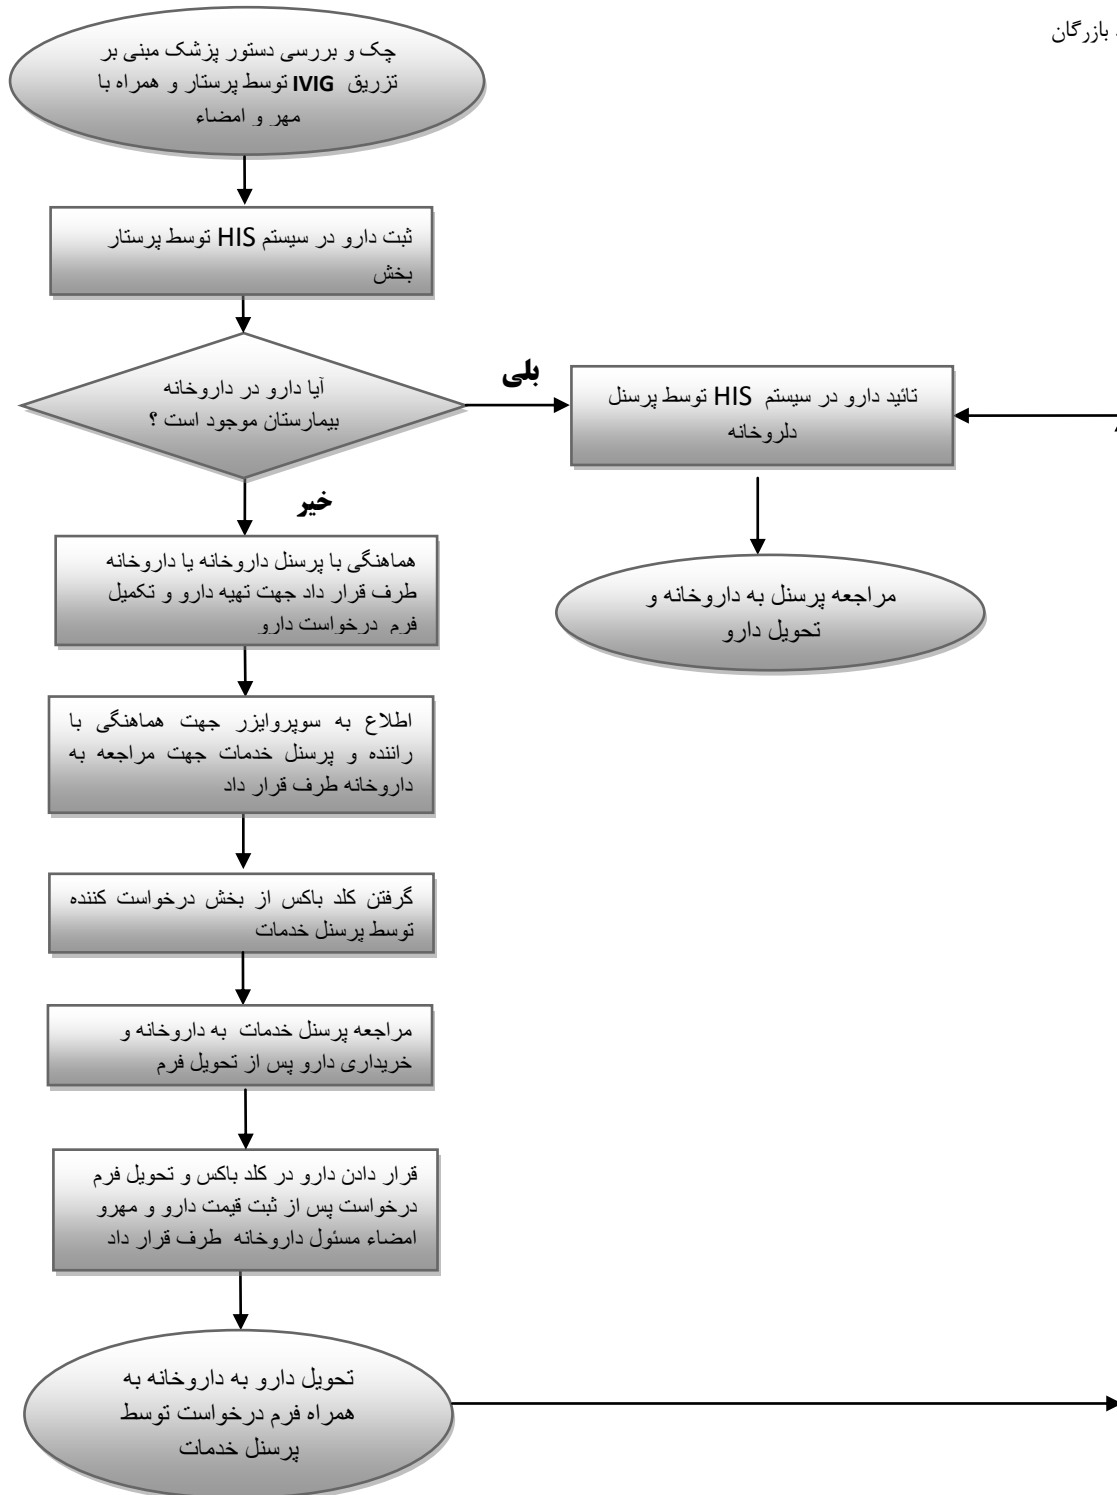 بازرگان
چک و بررسی دستور پزشک مبنی بر
تزریق IVIG توسط پرستار و همراه با
مهر و امضاء
ثبت دارو در سیستم HIS توسط پرستار
بخش
آیا دارو در داروخانه
بیمارستان موجود است ؟
بلی
تائید دارو در سیستم HIS توسط پرسنل
دلروخانه
مراجعه پرسنل به داروخانه و
تحویل دارو
خیر
هماهنگی با پرسنل داروخانه یا داروخانه
طرف قرار داد جهت تهیه دارو و تکمیل
فرم درخواست دارو
اطلاع به سوپروایزر جهت هماهنگی با
راننده و پرسنل خدمات جهت مراجعه به
داروخانه طرف قرار داد
گرفتن کلد باکس از بخش درخواست کننده
توسط پرسنل خدمات
مراجعه پرسنل خدمات به داروخانه و
خریداری دارو پس از تحویل فرم
قرار دادن دارو در کلد باکس و تحویل فرم
درخواست پس از ثبت قیمت دارو و مهرو
امضاء مسئول داروخانه طرف قرار داد
تحویل دارو به داروخانه به
همراه فرم درخواست توسط
پرسنل خدمات